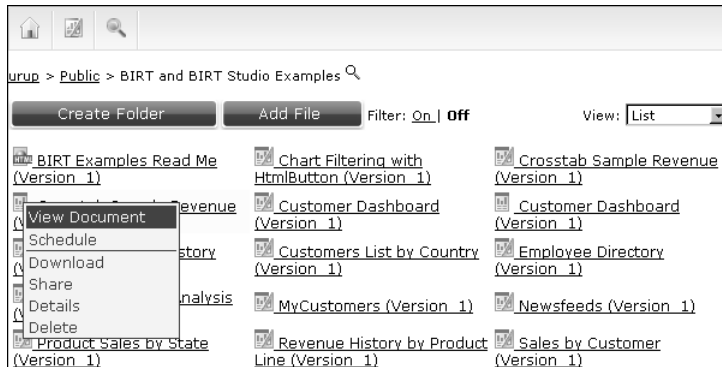 urup > Public > BIRT and BIRT Studio Examples
Create Folder Add File Filter: On | Off View: List
BIRT Examples Read Me (Version 1)
Chart Filtering with HtmlButton (Version 1)
Crosstab Sample Revenue (Version 1)
Revenue
Customer Dashboard (Version 1)
Customer Dashboard (Version 1)
View Document
Schedule
Download
Share
Details
Delete
story
Customers List by Country (Version 1)
Employee Directory (Version 1)
nalysis
MyCustomers (Version 1)
Newsfeeds (Version 1)
Product Sales by State (Version 1)
Revenue History by Product Line (Version 1)
Sales by Customer (Version 1)